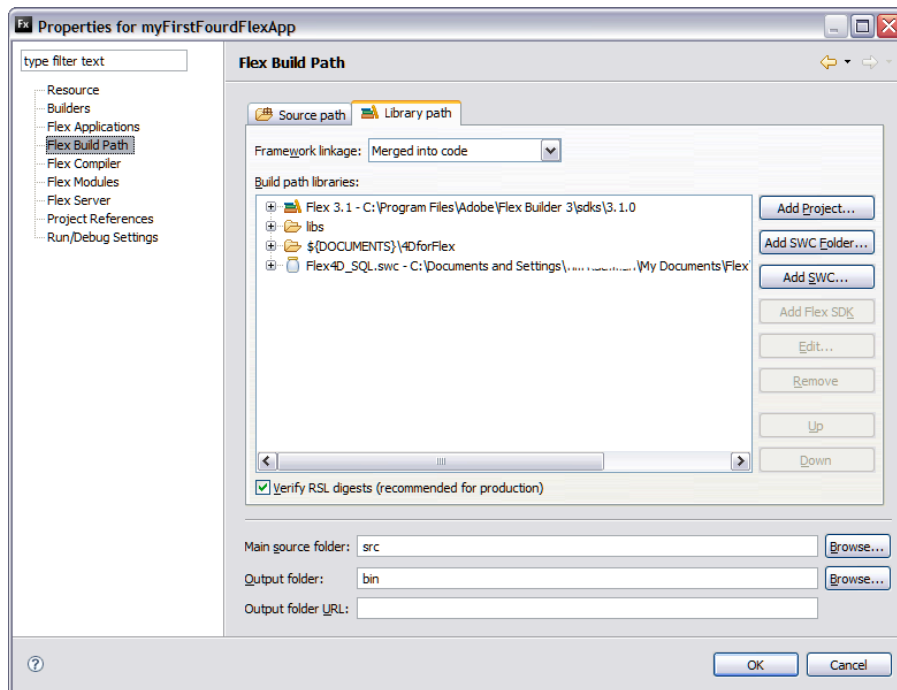 Fx Properties for myFirstFourdFlexApp
type filter text
Resource
Builders
Flex Applications
Flex Build Path
Flex Compiler
Flex Modules
Flex Server
Project References
Run/Debug Settings
Flex Build Path
Source path Library path
Framework linkage: Merged into code
Build path libraries:
Flex 3.1 - C:\Program Files\Adobe\Flex Builder 3\sdks\3.1.0
libs
${DOCUMENTS}\4DforFlex
Flex4D_SQL.swc - C:\Documents and Settings\ \My Documents\Flex
Add Project...
Add SWC Folder...
Add SWC...
Add Flex SDK
Edit...
Remove
Up
Down
Verify RSL digests (recommended for production)
Main source folder: src Browse...
Output folder: bin Browse...
Output folder URL:
? OK Cancel